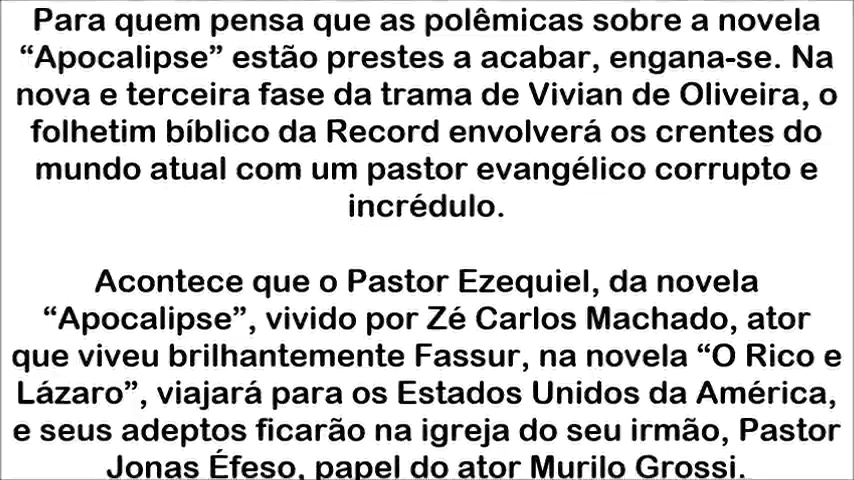 Para quem pensa que as polêmicas sobre a novela
“Apocalipse” estão prestes a acabar, engana-se. Na
nova e terceira fase da trama de Vivian de Oliveira, o
folhetim bíblico da Record envolverá os crentes do
mundo atual com um pastor evangélico corrupto e
incrédulo.
Acontece que o Pastor Ezequiel, da novela
“Apocalipse”, vivido por Zé Carlos Machado, ator
que viveu brilhantemente Fassur, na novela “O Rico e
Lázaro”, viajará para os Estados Unidos da América,
e seus adeptos ficarão na igreja do seu irmão, Pastor
Jonas Éfeso, papel do ator Murilo Grossi.